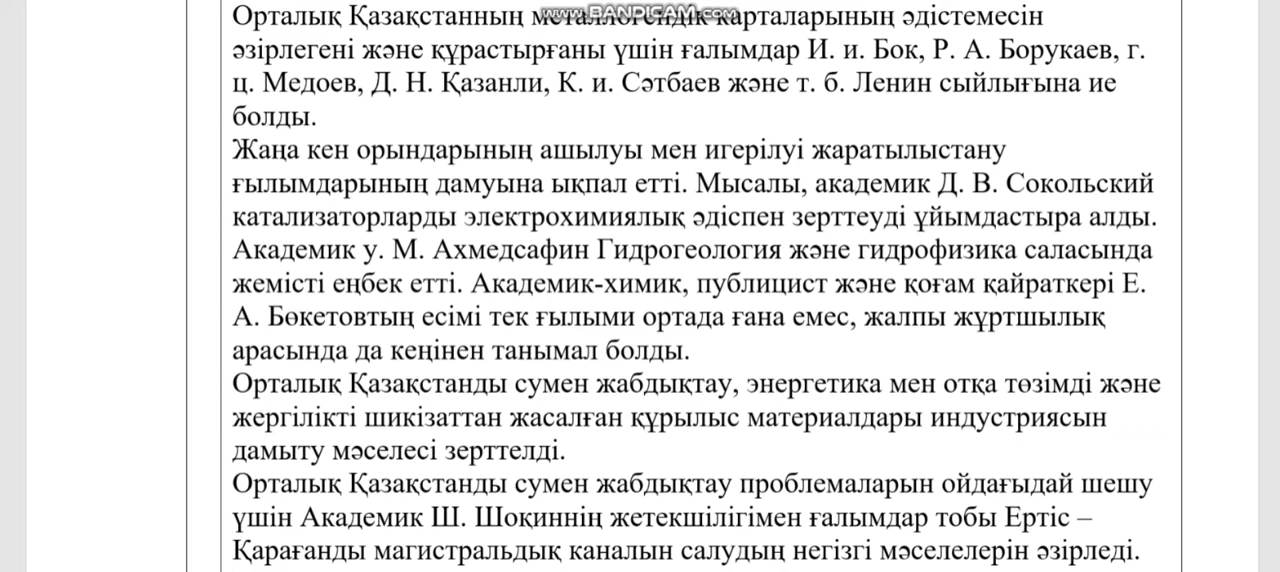 www.BANDICAM.com
Орталық Қазақстанның металлогендік карталарының әдістемесін
әзірлегені және құрастырғаны үшін ғалымдар И. и. Бок, Р. А. Борукаев, г.
ц. Медоев, Д. Н. Қазанли, К. и. Сәтбаев және т. б. Ленин сыйлығына ие
болды.
Жаңа кен орындарының ашылуы мен игерілуі жаратылыстану
ғылымдарының дамуына ықпал етті. Мысалы, академик Д. В. Сокольский
катализаторларды электрохимиялық әдіспен зерттеуді ұйымдастыра алды.
Академик у. М. Ахмедсафин Гидрогеология және гидрофизика саласында
жемісті еңбек етті. Академик-химик, публицист және қоғам қайраткері Е.
А. Бөкетовтың есімі тек ғылыми ортада ғана емес, жалпы жұртшылық
арасында да кеңінен танымал болды.
Орталық Қазақстанды сумен жабдықтау, энергетика мен отқа төзімді және
жергілікті шикізаттан жасалған құрылыс материалдары индустриясын
дамыту мәселесі зерттелді.
Орталық Қазақстанды сумен жабдықтау проблемаларын ойдағыдай шешу
үшін Академик Ш. Шоқиннің жетекшілігімен ғалымдар тобы Ертіс –
Қарағанды магистральдық каналын салудың негізгі мәселелерін әзірледі.